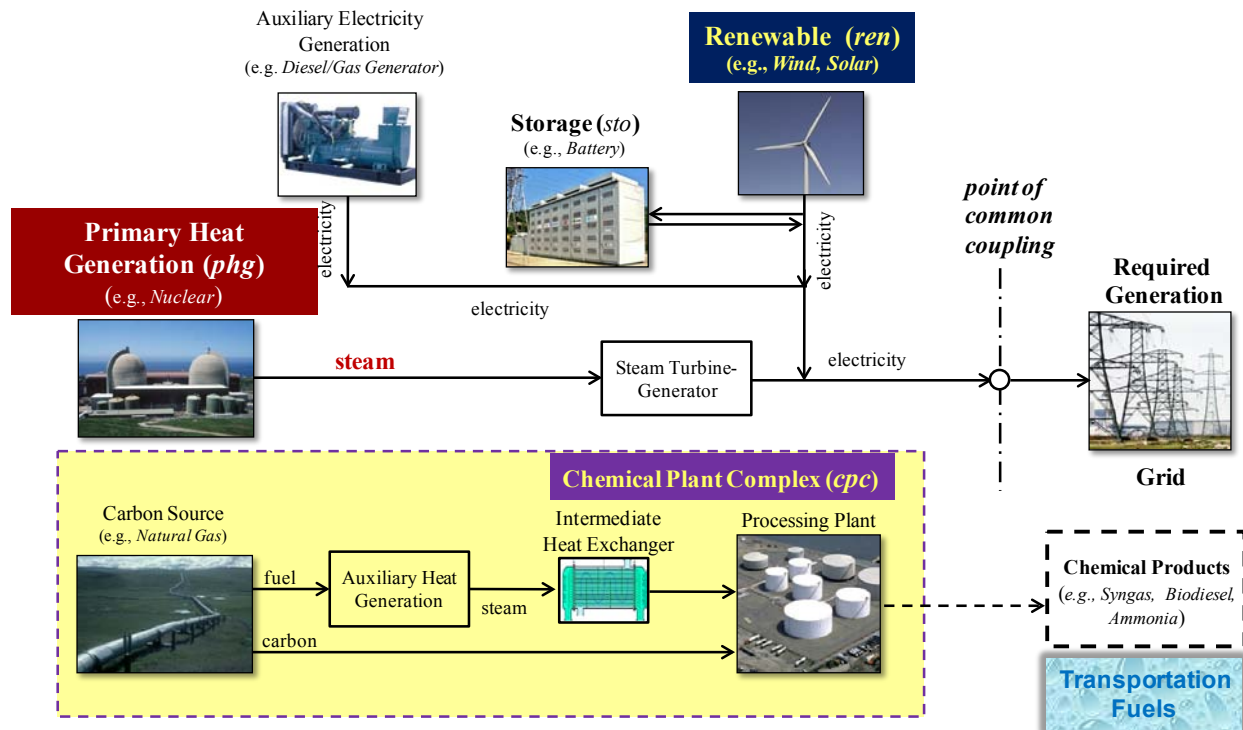 Auxiliary Electricity
Generation
(e.g. Diesel/Gas Generator)
Renewable (ren)
(e.g., Wind, Solar)
Storage (sto)
(e.g., Battery)
electricity
electricity
electricity
point of
common
coupling
Primary Heat
Generation (phg)
(e.g., Nuclear)
Required
Generation
steam
Steam Turbine-
Generator
electricity
Grid
Chemical Plant Complex (cpc)
Carbon Source
(e.g., Natural Gas)
Intermediate
Heat Exchanger
Processing Plant
fuel
Auxiliary Heat
Generation
steam
carbon
Chemical Products
(e.g., Syngas, Biodiesel,
Ammonia)
Transportation
Fuels